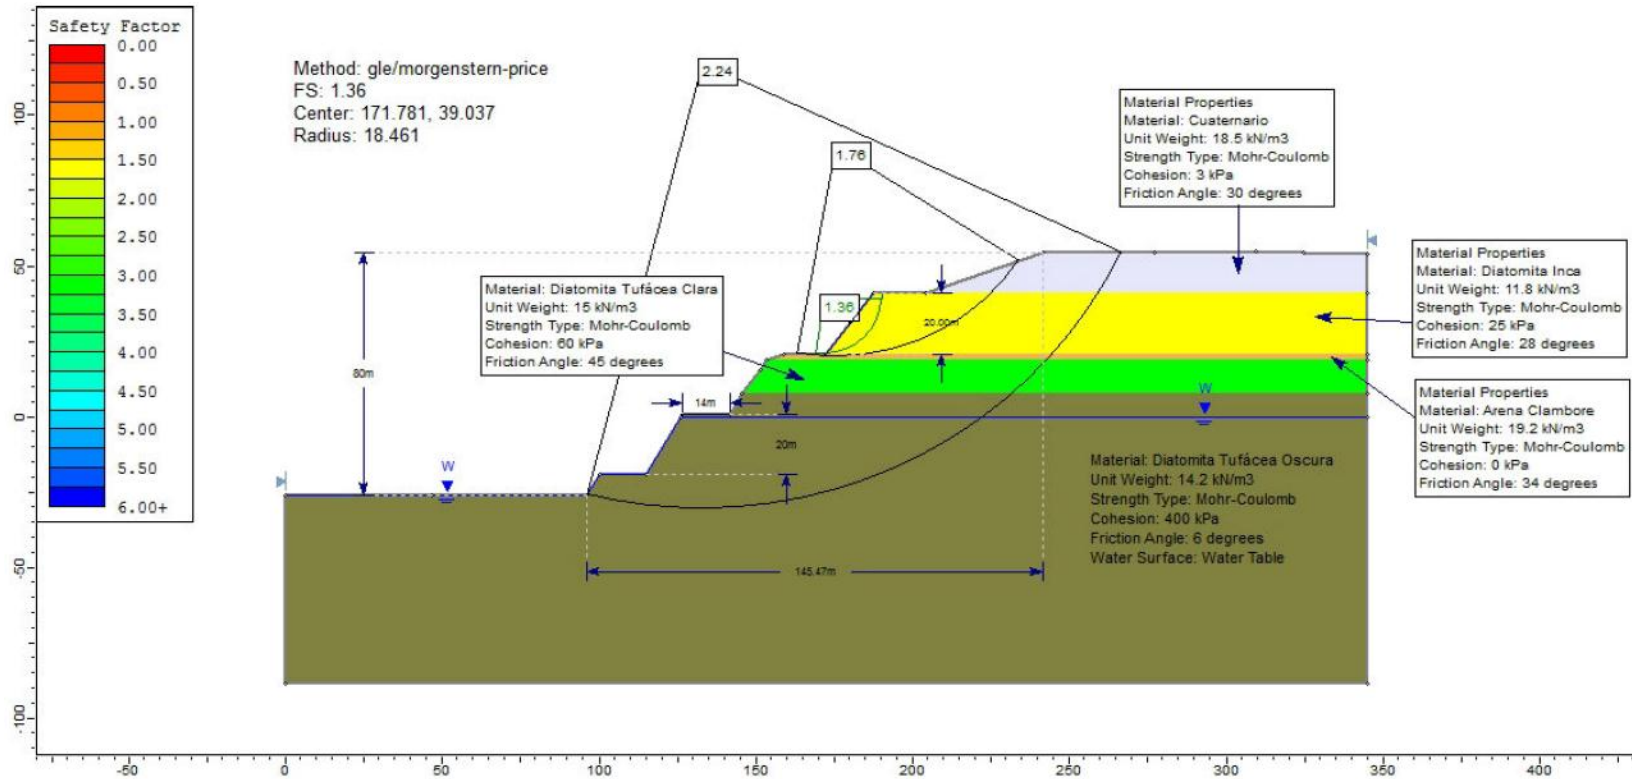 Safety Factor
0.00
0.50
1.00
1.50
2.00
2.50
3.00
3.50
4.00
4.50
5.00
5.50
6.00+
Method: gle/morgenstern-price
FS: 1.36
Center: 171.781, 39.037
Radius: 18.461
2.24
1.76
1.36
Material Properties
Material: Cuaternario
Unit Weight: 18.5 kN/m3
Strength Type: Mohr-Coulomb
Cohesion: 3 kPa
Friction Angle: 30 degrees
Material Properties
Material: Diatomita Inca
Unit Weight: 11.8 kN/m3
Strength Type: Mohr-Coulomb
Cohesion: 25 kPa
Friction Angle: 28 degrees
Material: Diatomita Tufácea Clara
Unit Weight: 15 kN/m3
Strength Type: Mohr-Coulomb
Cohesion: 60 kPa
Friction Angle: 45 degrees
Material Properties
Material: Arena Clambore
Unit Weight: 19.2 kN/m3
Strength Type: Mohr-Coulomb
Cohesion: 0 kPa
Friction Angle: 34 degrees
Material: Diatomita Tufácea Oscura
Unit Weight: 14.2 kN/m3
Strength Type: Mohr-Coulomb
Cohesion: 400 kPa
Friction Angle: 6 degrees
Water Surface: Water Table
20.00m
80m
14m
20m
145.47m
W
W
100
50
0
-50
-100
-50
0
50
100
150
200
250
300
350
400